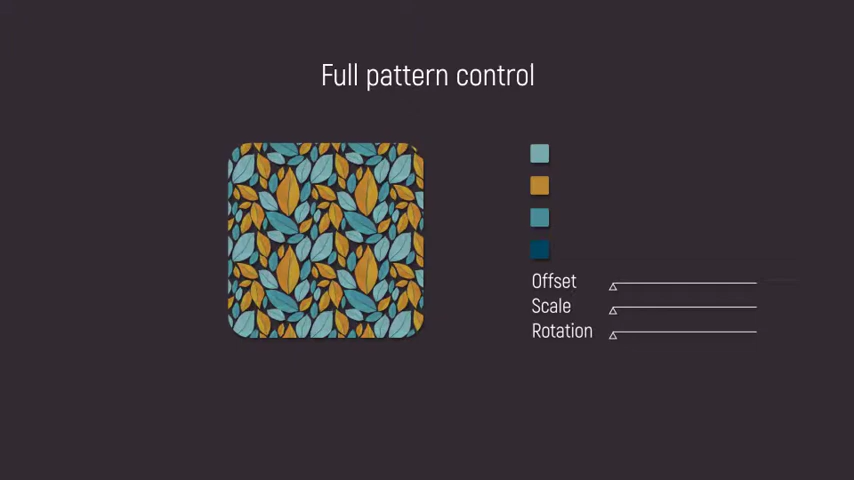 Full pattern control
Offset
Scale
Rotation